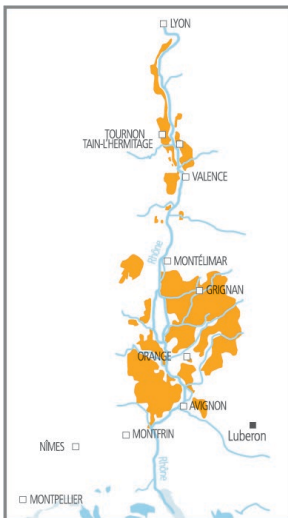 LYON
TOURNON
TAIN-L'HERMITAGE
VALENCE
Rhône
MONTÉLIMAR
GRIGNAN
ORANGE
AVIGNON
MONTFRIN
Luberon
NÎMES
Rhône
MONTPELLIER